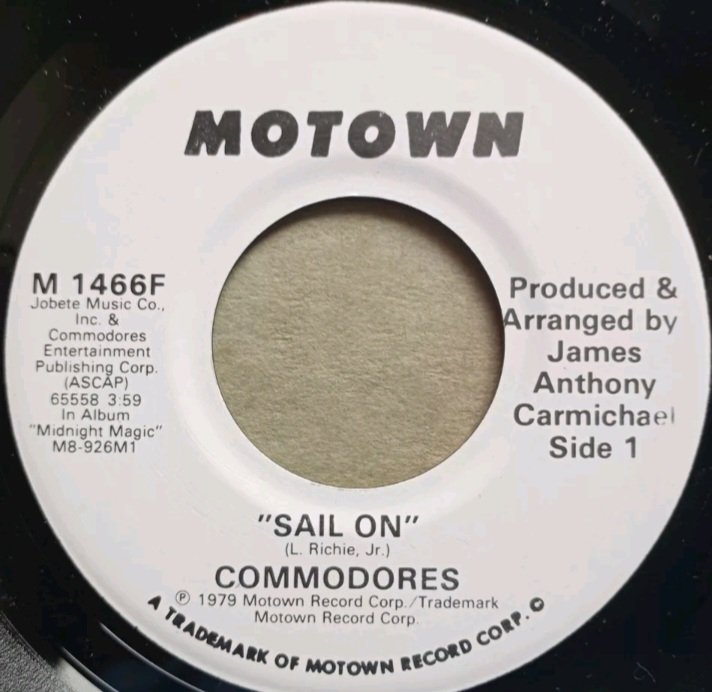 MOTOWN
M 1466F
Jobete Music Co.,
Inc. &
Commodores
Entertainment
Publishing Corp.
(ASCAP)
65558 3:59
In Album
"Midnight Magic"
M8-926M1
Produced &
Arranged by
James
Anthony
Carmichael
Side 1
"SAIL ON"
(L. Richie, Jr.)
COMMODORES
℗ 1979 Motown Record Corp./Trademark
Motown Record Corp.
A TRADEMARK OF MOTOWN RECORD CORP. ©